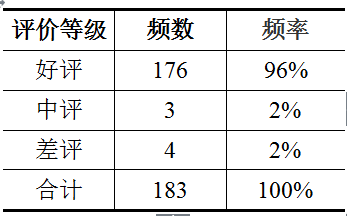 评价等级 频数 频率
好评 176 96%
中评 3 2%
差评 4 2%
合计 183 100%